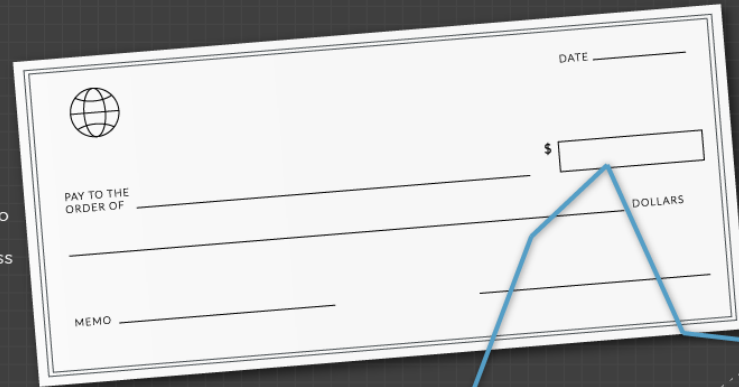 DATE
$
PAY TO THE
ORDER OF
DOLLARS
MEMO